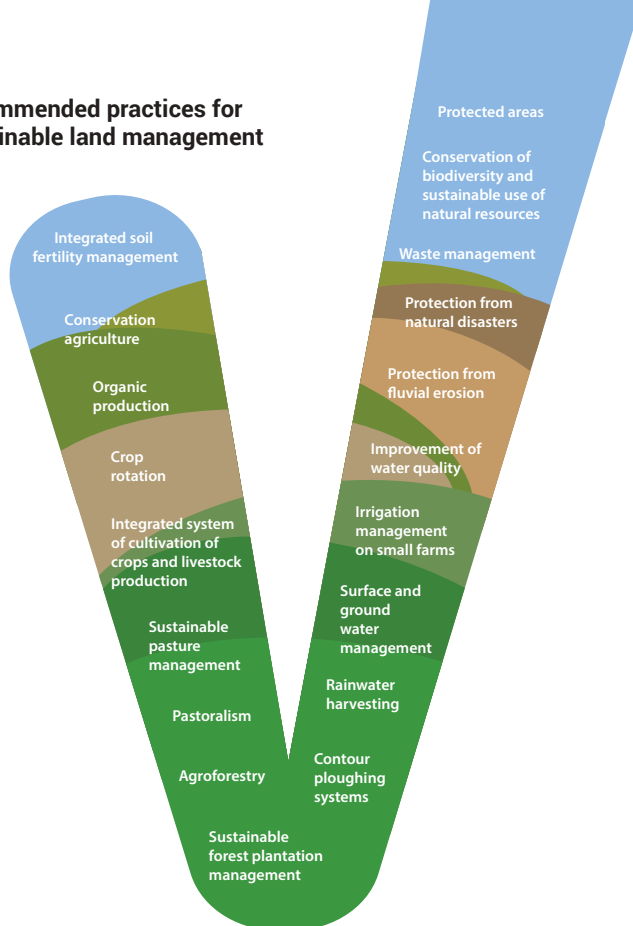 mmended practices for
inable land management
Integrated soil
fertility management
Conservation
agriculture
Organic
production
Crop
rotation
Integrated system
of cultivation of
crops and livestock
production
Sustainable
pasture
management
Pastoralism
Agroforestry
Sustainable
forest plantation
management
Contour
ploughing
systems
Rainwater
harvesting
Surface and
ground
water
management
Irrigation
management
on small farms
Improvement of
water quality
Protection from
fluvial erosion
Protection from
natural disasters
Waste management
Conservation of
biodiversity and
sustainable use of
natural resources
Protected areas